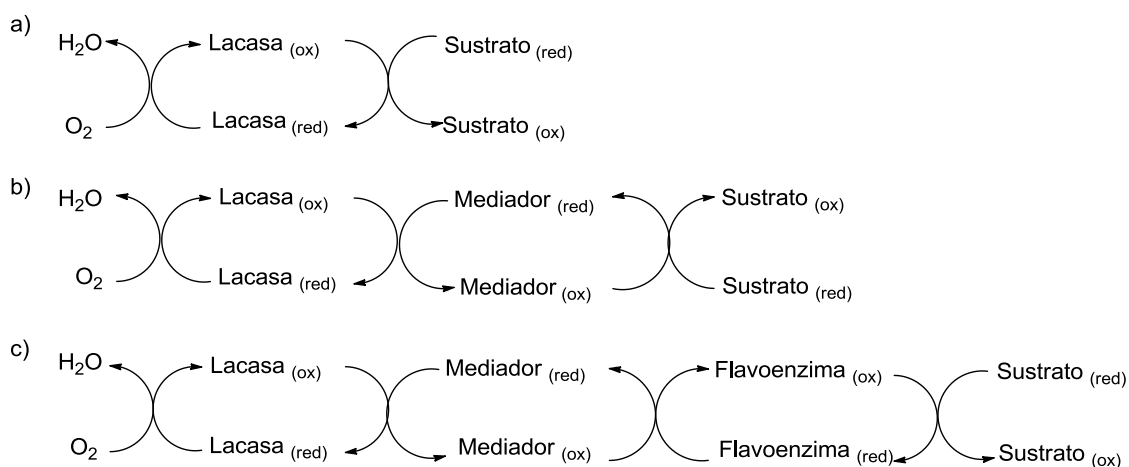 a)
H₂O Lacasa (ox) Sustrato (red)
O₂ Lacasa (red) Sustrato (ox)
b)
H₂O Lacasa (ox) Mediador (red) Sustrato (ox)
O₂ Lacasa (red) Mediador (ox) Sustrato (red)
c)
H₂O Lacasa (ox) Mediador (red) Flavoenzima (ox) Sustrato (red)
O₂ Lacasa (red) Mediador (ox) Flavoenzima (red) Sustrato (ox)